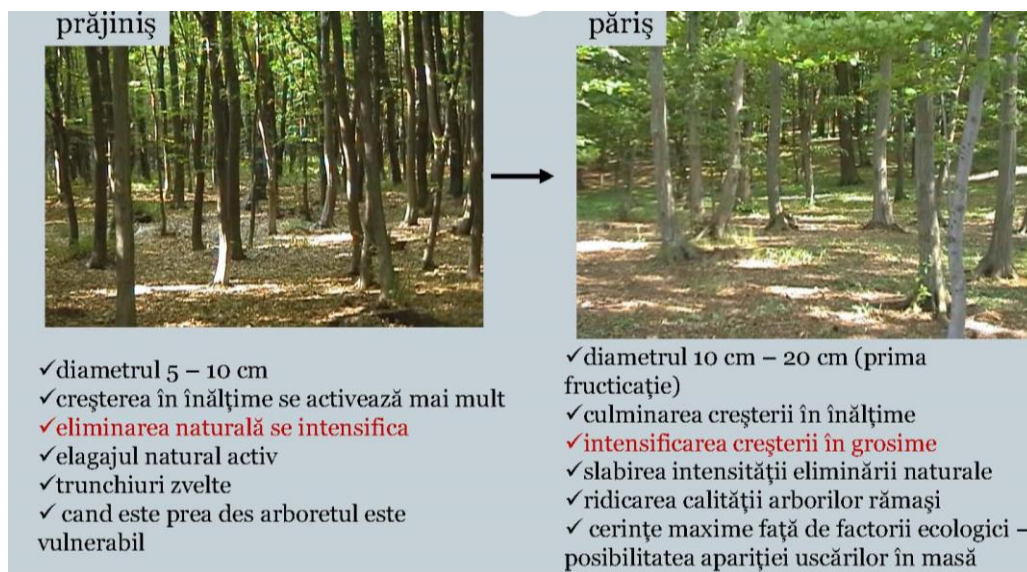 prăjiniş
părіş
✓diametrul 5 – 10 cm
✓creşterea în înălţime se activează mai mult
✓eliminarea naturală se intensifica
✓elagajul natural activ
✓trunchiuri zvelte
✓ cand este prea des arboretul este
vulnerabil
✓diametrul 10 cm – 20 cm (prima
fructicaţie)
✓culminarea creşterii în înălţime
✓intensificarea creşterii în grosime
✓slabirea intensităţii eliminării naturale
✓ridicarea calităţii arborilor rămaşi
✓ cerinţe maxime faţă de factorii ecologici –
posibilitatea apariţiei uscărilor în masă